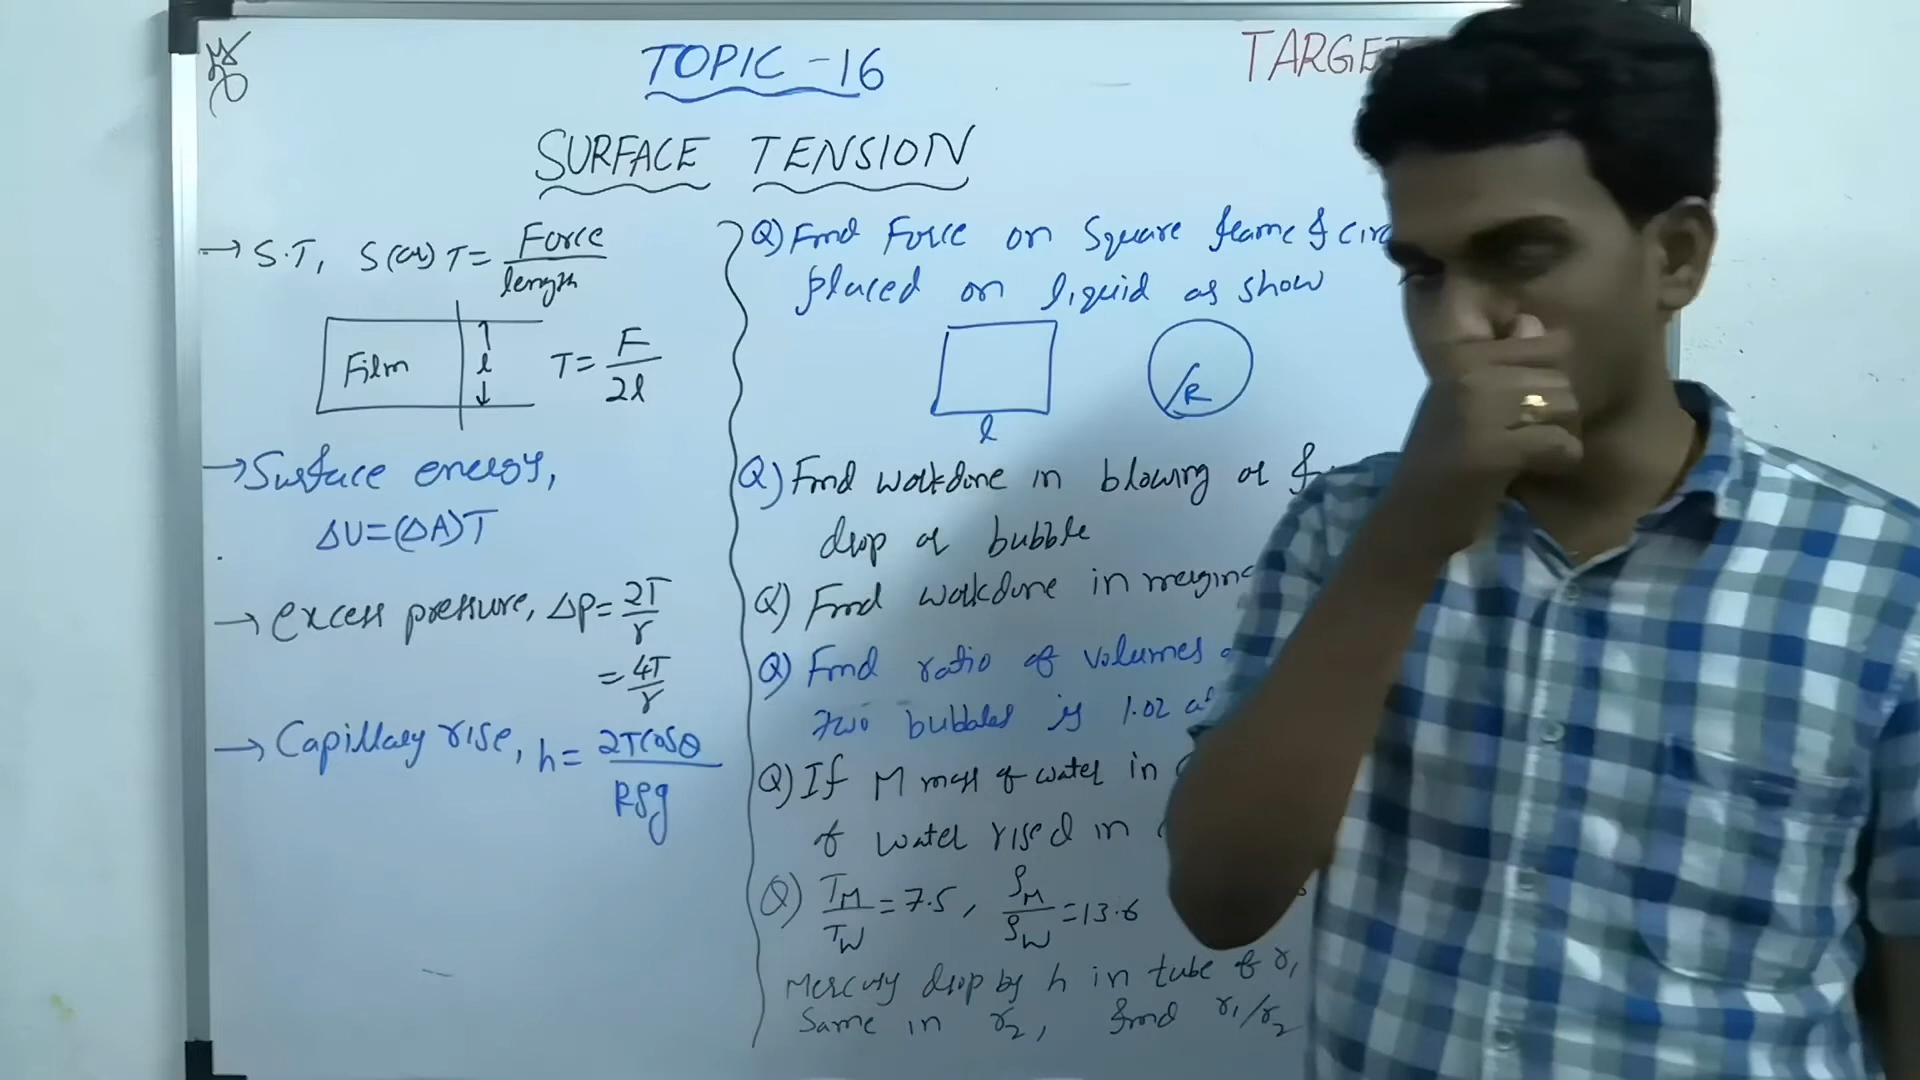 TOPIC -16
TARGET
SURFACE TENSION
→ S.T, S(or) T = Force / length
Film l T = F / 2l
→ Surface energy,
ΔU=(ΔA)T
→ excess pressure, Δp = 2T / r
= 4T / r
→ Capillary rise, h = 2Tcosθ / Rρg
Q) Find Force on Square frame & circ
placed on liquid as show
l R
Q) Find workdone in blowing or
drop or bubble
Q) Find workdone in merging
Q) Find ratio of volumes
two bubbles is 1.02
Q) If M mass of water in
of water rised in
Q) TM / TW = 7.5, ρM / ρW = 13.6
Mercury drop by h in tube of r1
Same in r2, find r1/r2